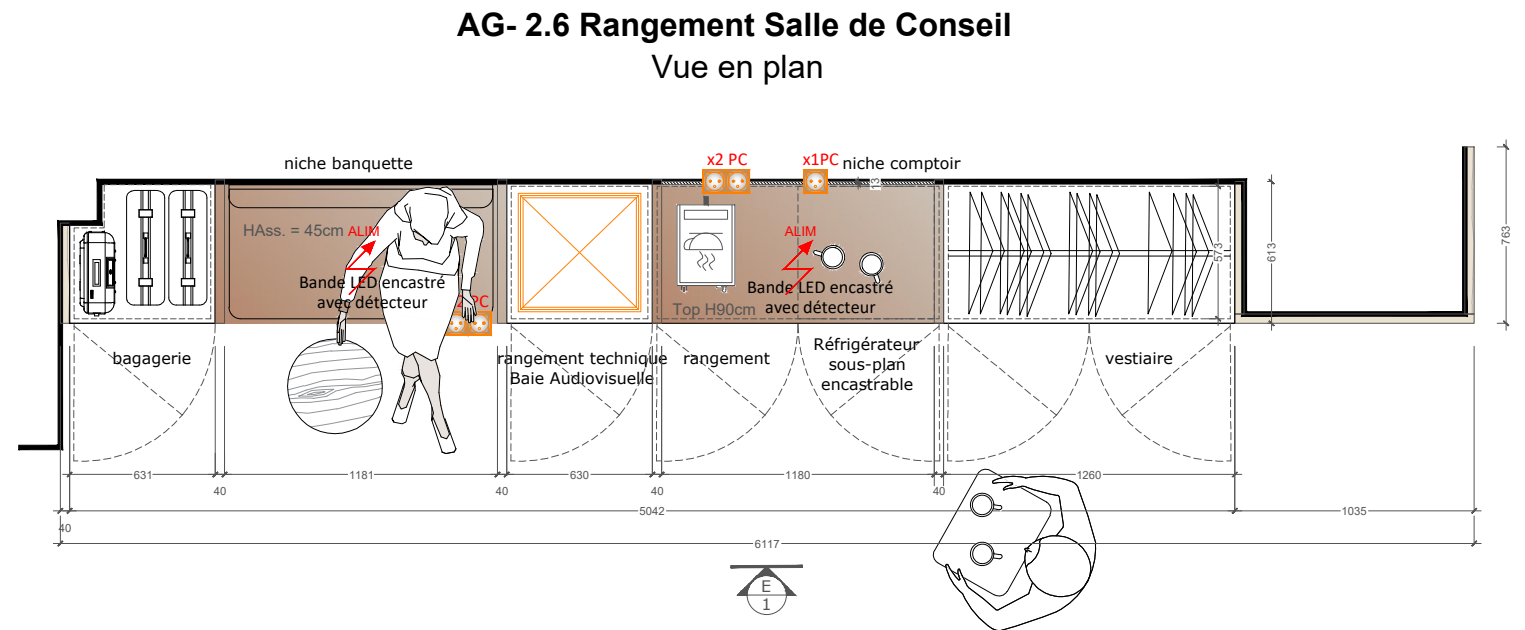 AG- 2.6 Rangement Salle de Conseil
Vue en plan
niche banquette
x2 PC
x1PC
niche comptoir
13
HAss. = 45cm
ALIM
Bande LED encastré
avec détecteur
2 PC
ALIM
Bande LED encastré
avec détecteur
Top H90cm
573
613
763
bagagerie
rangement technique
Baie Audiovisuelle
rangement
Réfrigérateur
sous-plan
encastrable
vestiaire
631
1181
630
1180
1260
40
40
40
40
5042
1035
40
6117
E
1